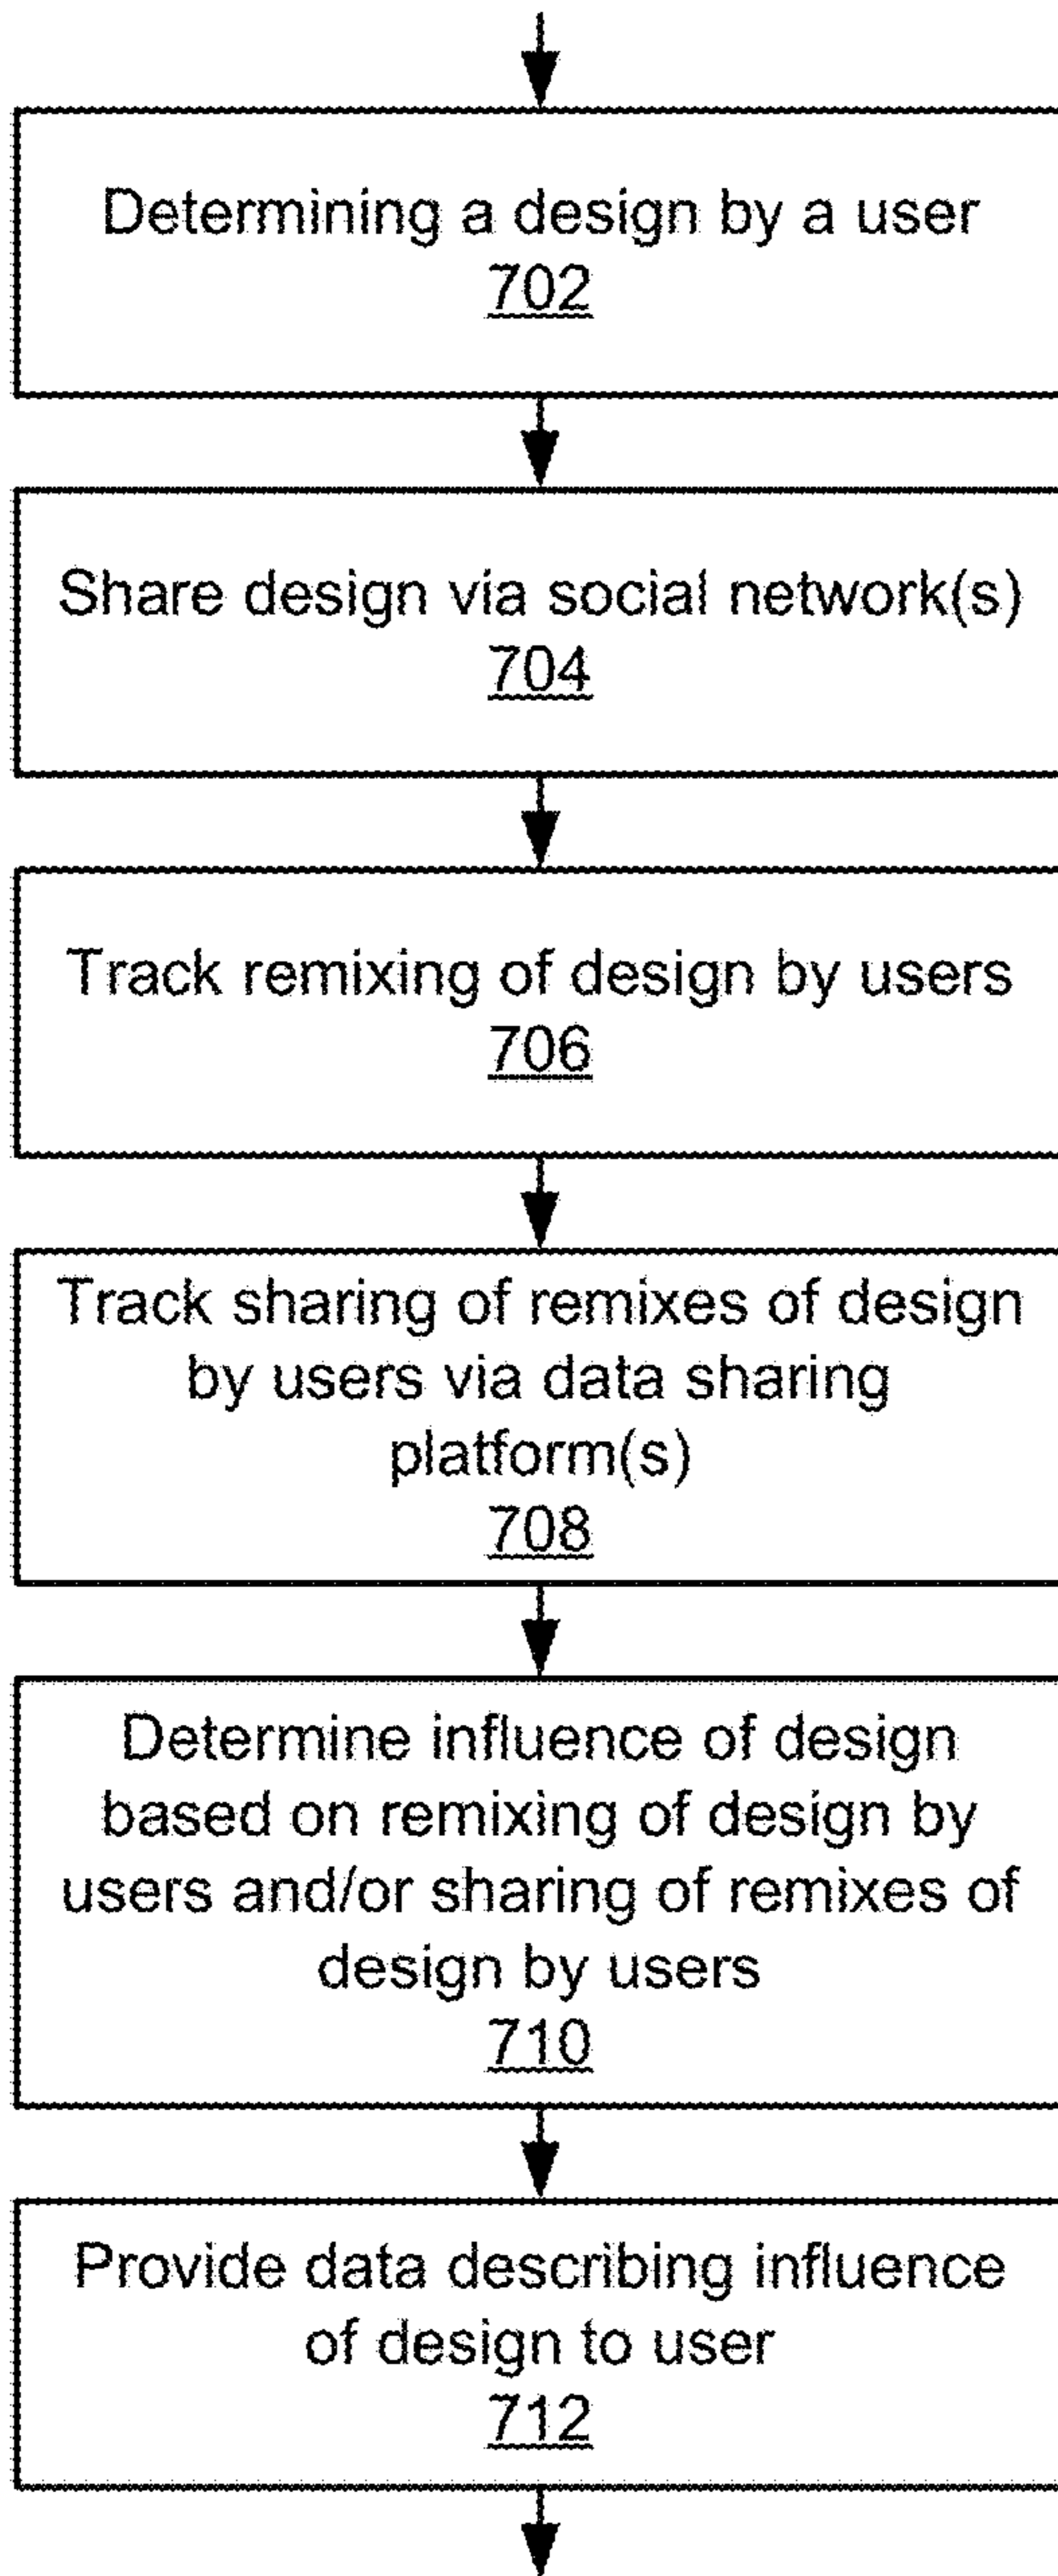 Determining a design by a user
702
Share design via social network(s)
704
Track remixing of design by users
706
Track sharing of remixes of design
by users via data sharing
platform(s)
708
Determine influence of design
based on remixing of design by
users and/or sharing of remixes of
design by users
710
Provide data describing influence
of design to user
712